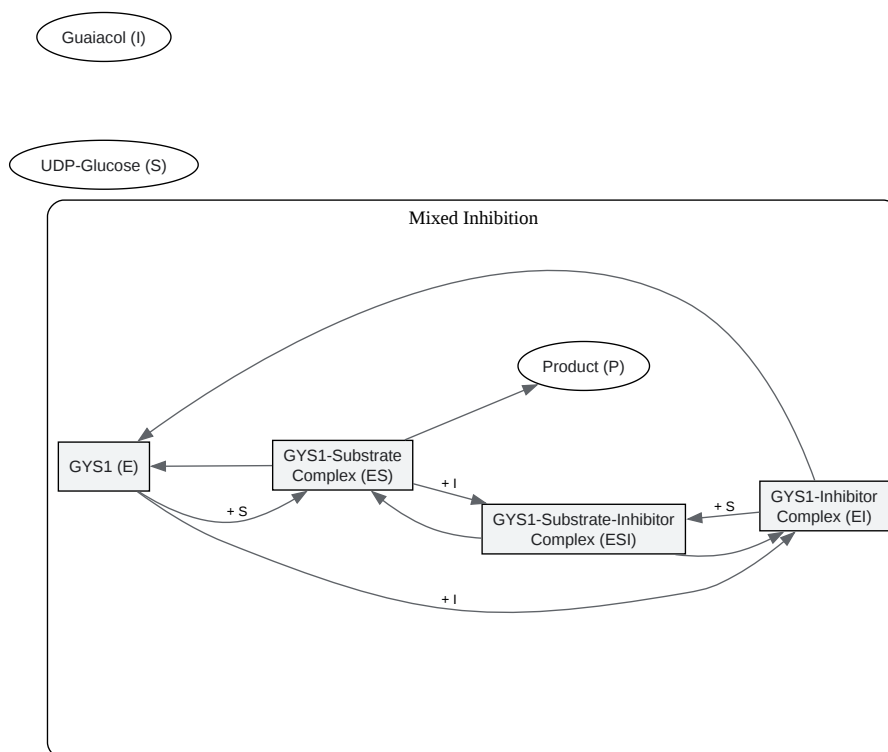 Guaiacol (I)
UDP-Glucose (S)
Mixed Inhibition
Product (P)
GYS1 (E)
GYS1-Substrate
Complex (ES)
+ I
+ S
GYS1-Substrate-Inhibitor
Complex (ESI)
+ S
GYS1-Inhibitor
Complex (EI)
+ I